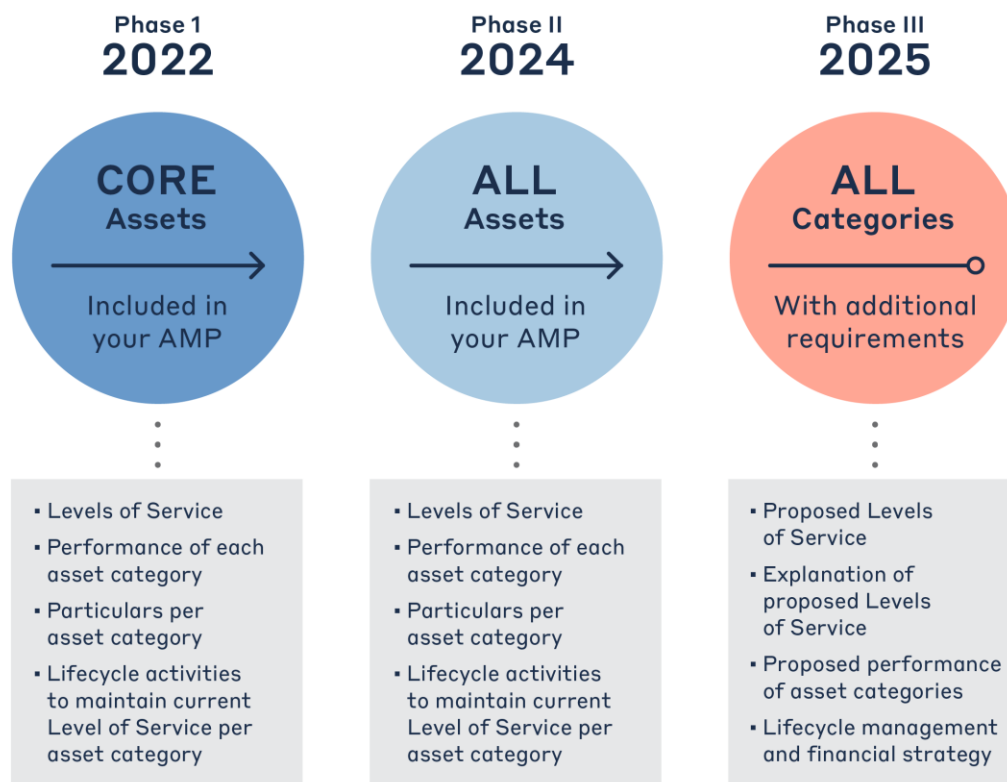 Phase 1
2022
CORE
Assets
Included in
your AMP
▪ Levels of Service
▪ Performance of each
asset category
▪ Particulars per
asset category
▪ Lifecycle activities
to maintain current
Level of Service per
asset category
Phase II
2024
ALL
Assets
Included in
your AMP
▪ Levels of Service
▪ Performance of each
asset category
▪ Particulars per
asset category
▪ Lifecycle activities
to maintain current
Level of Service per
asset category
Phase III
2025
ALL
Categories
With additional
requirements
▪ Proposed Levels
of Service
▪ Explanation of
proposed Levels
of Service
▪ Proposed performance
of asset categories
▪ Lifecycle management
and financial strategy